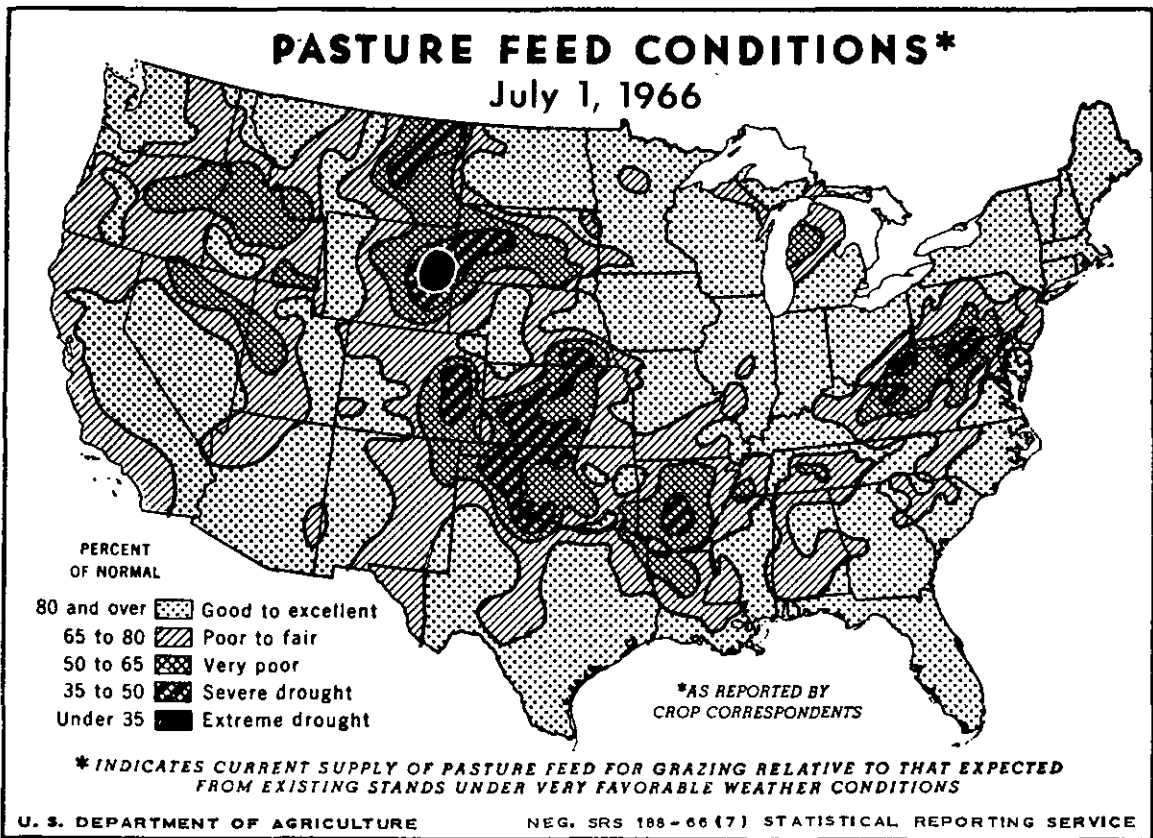 PASTURE FEED CONDITIONS*
July 1, 1966
PERCENT
OF NORMAL
80 and over Good to excellent
65 to 80 Poor to fair
50 to 65 Very poor
35 to 50 Severe drought
Under 35 Extreme drought
*AS REPORTED BY
CROP CORRESPONDENTS
* INDICATES CURRENT SUPPLY OF PASTURE FEED FOR GRAZING RELATIVE TO THAT EXPECTED
FROM EXISTING STANDS UNDER VERY FAVORABLE WEATHER CONDITIONS
U. S. DEPARTMENT OF AGRICULTURE NEG. SRS 188-66 (7) STATISTICAL REPORTING SERVICE